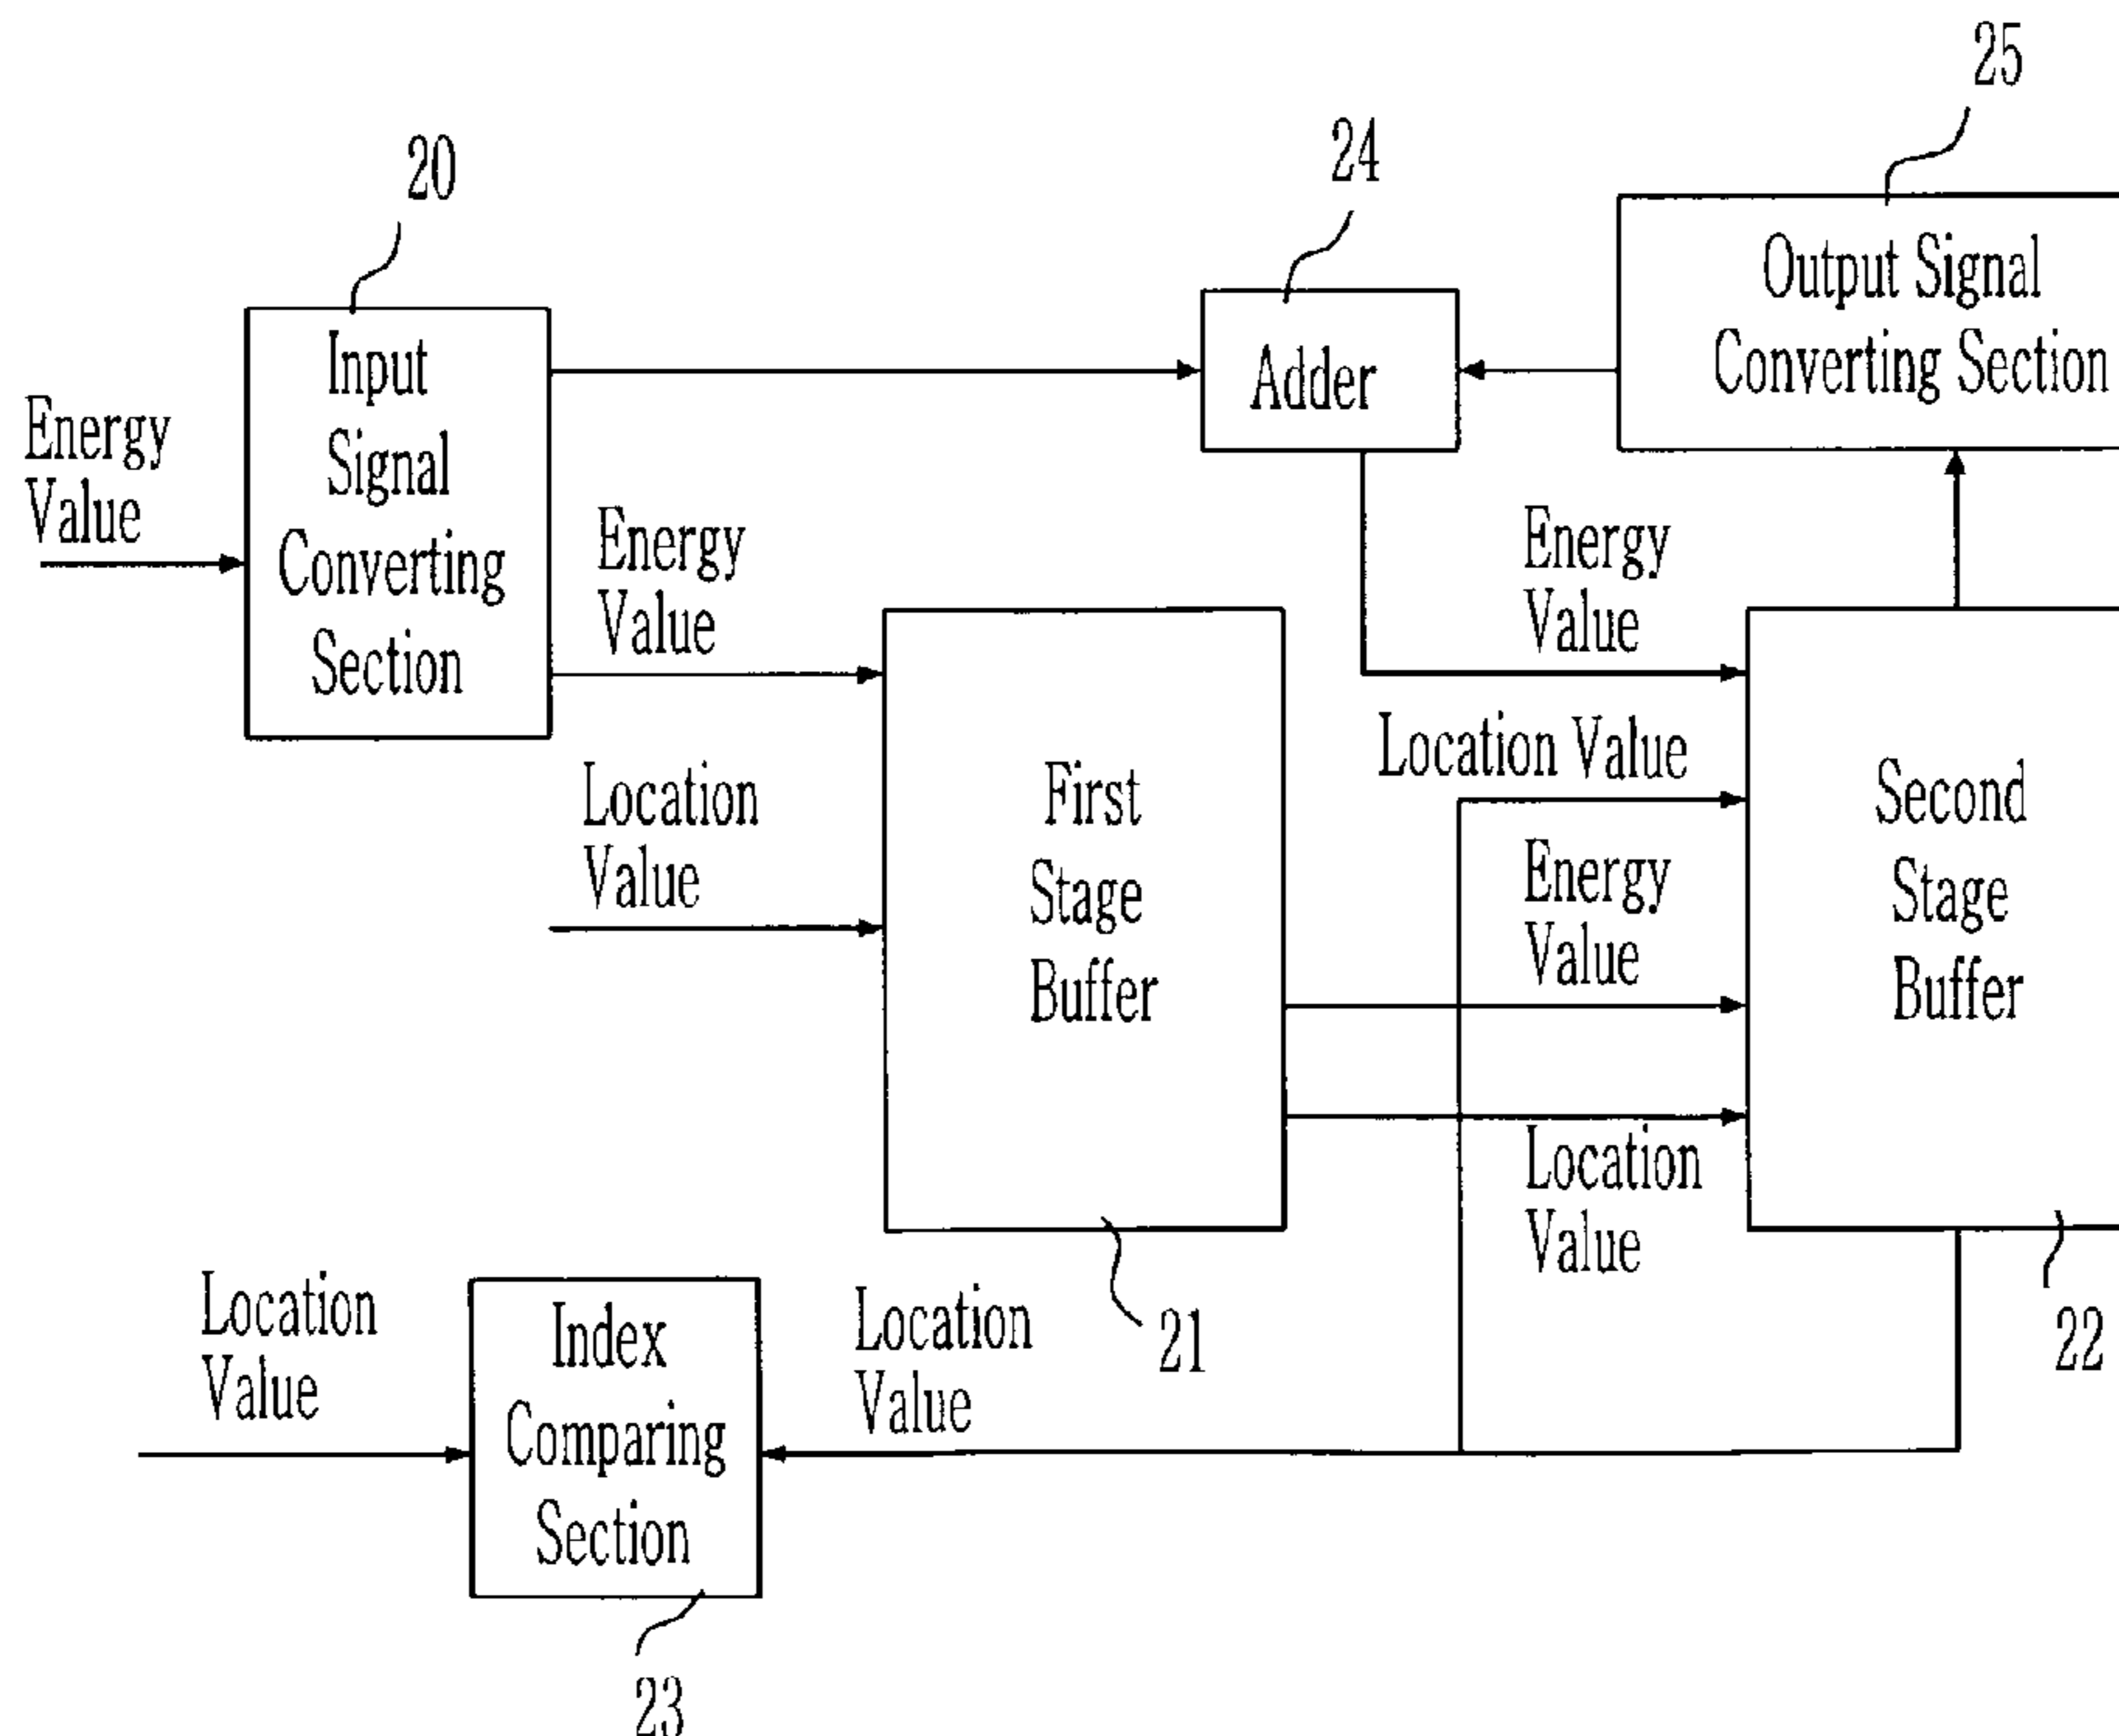 25
24
20
Output Signal
Converting Section
Input
Signal
Converting
Section
Adder
Energy
Value
Energy
Value
Energy
Value
Location Value
Location
Value
First
Stage
Buffer
Second
Stage
Buffer
Energy
Value
Location
Value
Location
Value
Index
Comparing
Section
Location
Value
21
22
23